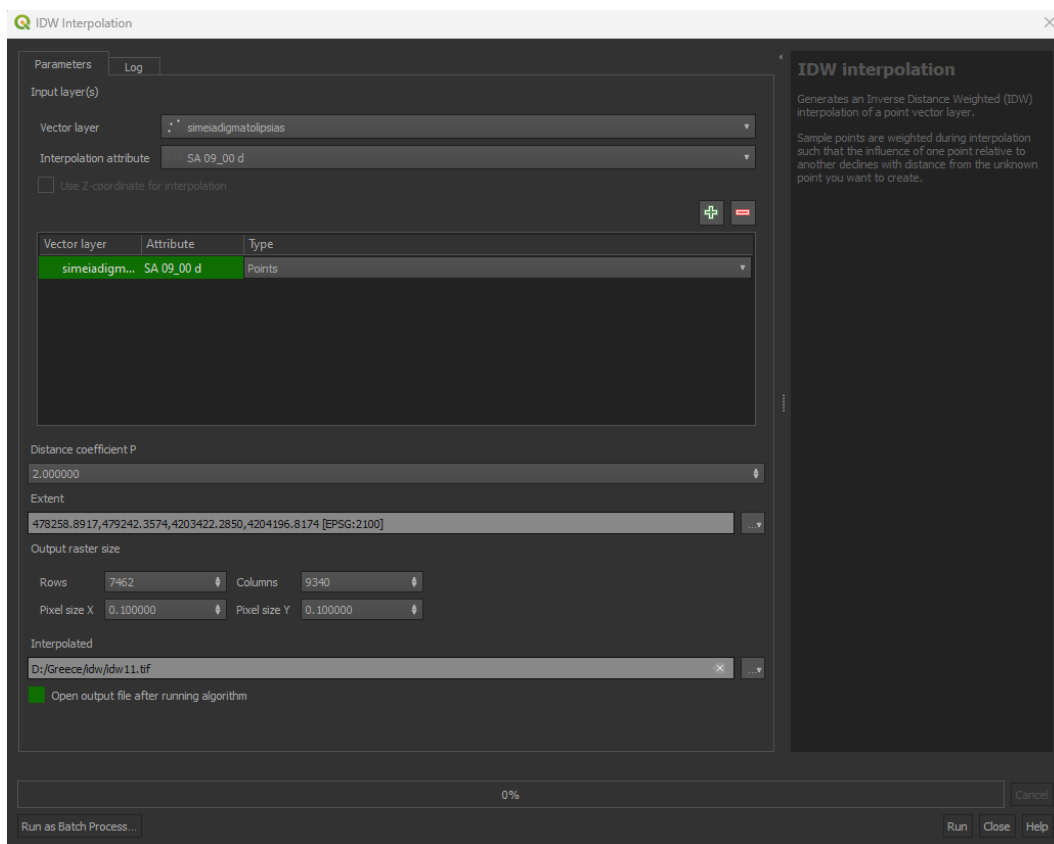 IDW Interpolation
Parameters Log
Input layer(s)
Vector layer simeiadigmatolipsias
Interpolation attribute SA 09_00 d
Use Z-coordinate for interpolation
Vector layer Attribute Type
simeiadigm... SA 09_00 d Points
Distance coefficient P
2.000000
Extent
478258.8917,479242.3574,4203422.2850,4204196.8174 [EPSG:2100]
...
Output raster size
Rows 7462 Columns 9340
Pixel size X 0.100000 Pixel size Y 0.100000
Interpolated
D:/Greece/idw/idw11.tif
...
Open output file after running algorithm
IDW interpolation
Generates an Inverse Distance Weighted (IDW)
interpolation of a point vector layer.
Sample points are weighted during interpolation
such that the influence of one point relative to
another declines with distance from the unknown
point you want to create.
0%
Cancel
Run as Batch Process...
Run Close Help